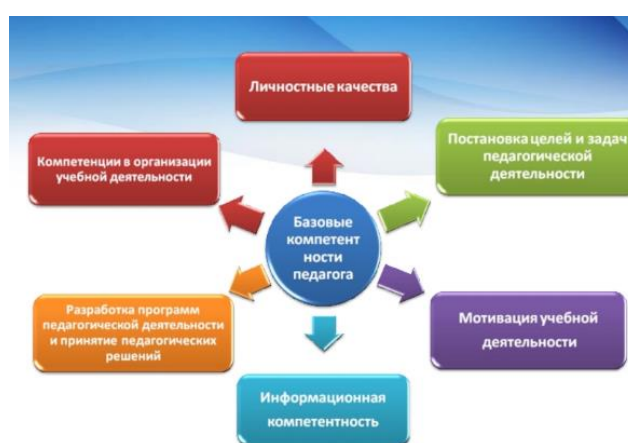 Личностные качества
Компетенции в организации
учебной деятельности
Постановка целей и задач
педагогической
деятельности
Базовые
компетент
ности
педагога
Разработка программ
педагогической деятельности
и принятие педагогических
решений
Мотивация учебной
деятельности
Информационная
компетентность